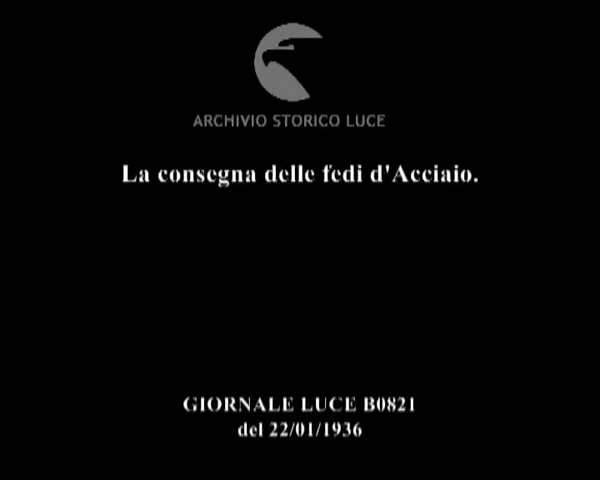 ARCHIVIO STORICO LUCE
La consegna delle fedi d'Acciaio.
GIORNALE LUCE B0821
del 22/01/1936